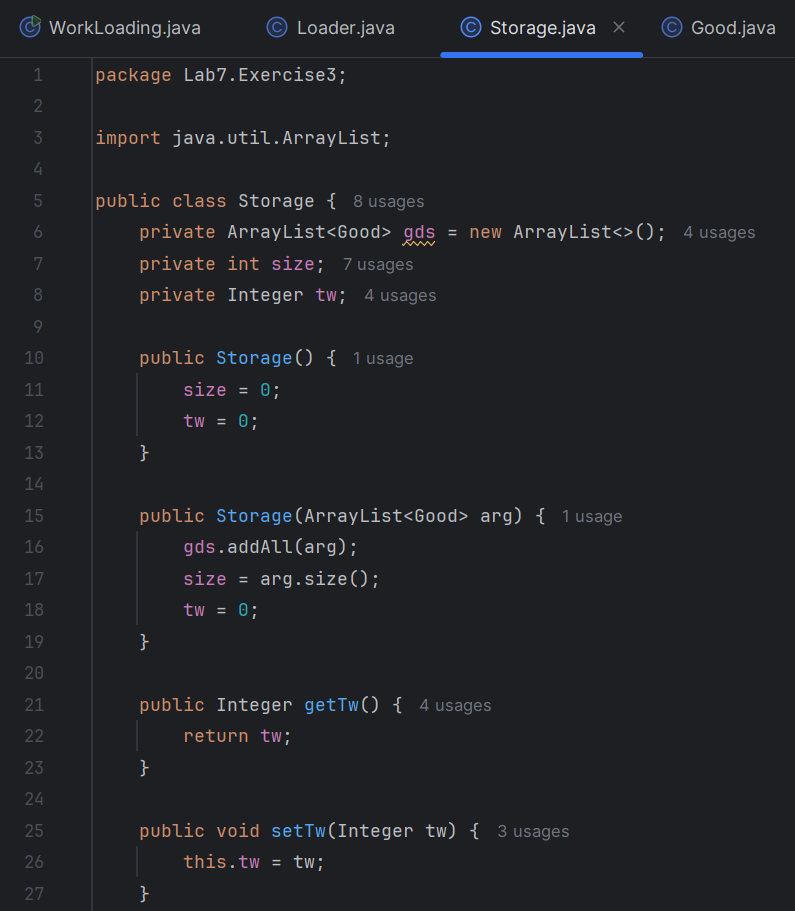 WorkLoading.java Loader.java Storage.java Good.java
1 package Lab7.Exercise3;
2
3 import java.util.ArrayList;
4
5 public class Storage { 8 usages
6     private ArrayList<Good> gds = new ArrayList<>(); 4 usages
7     private int size; 7 usages
8     private Integer tw; 4 usages
9
10     public Storage() { 1 usage
11         size = 0;
12         tw = 0;
13     }
14
15     public Storage(ArrayList<Good> arg) { 1 usage
16         gds.addAll(arg);
17         size = arg.size();
18         tw = 0;
19     }
20
21     public Integer getTw() { 4 usages
22         return tw;
23     }
24
25     public void setTw(Integer tw) { 3 usages
26         this.tw = tw;
27     }